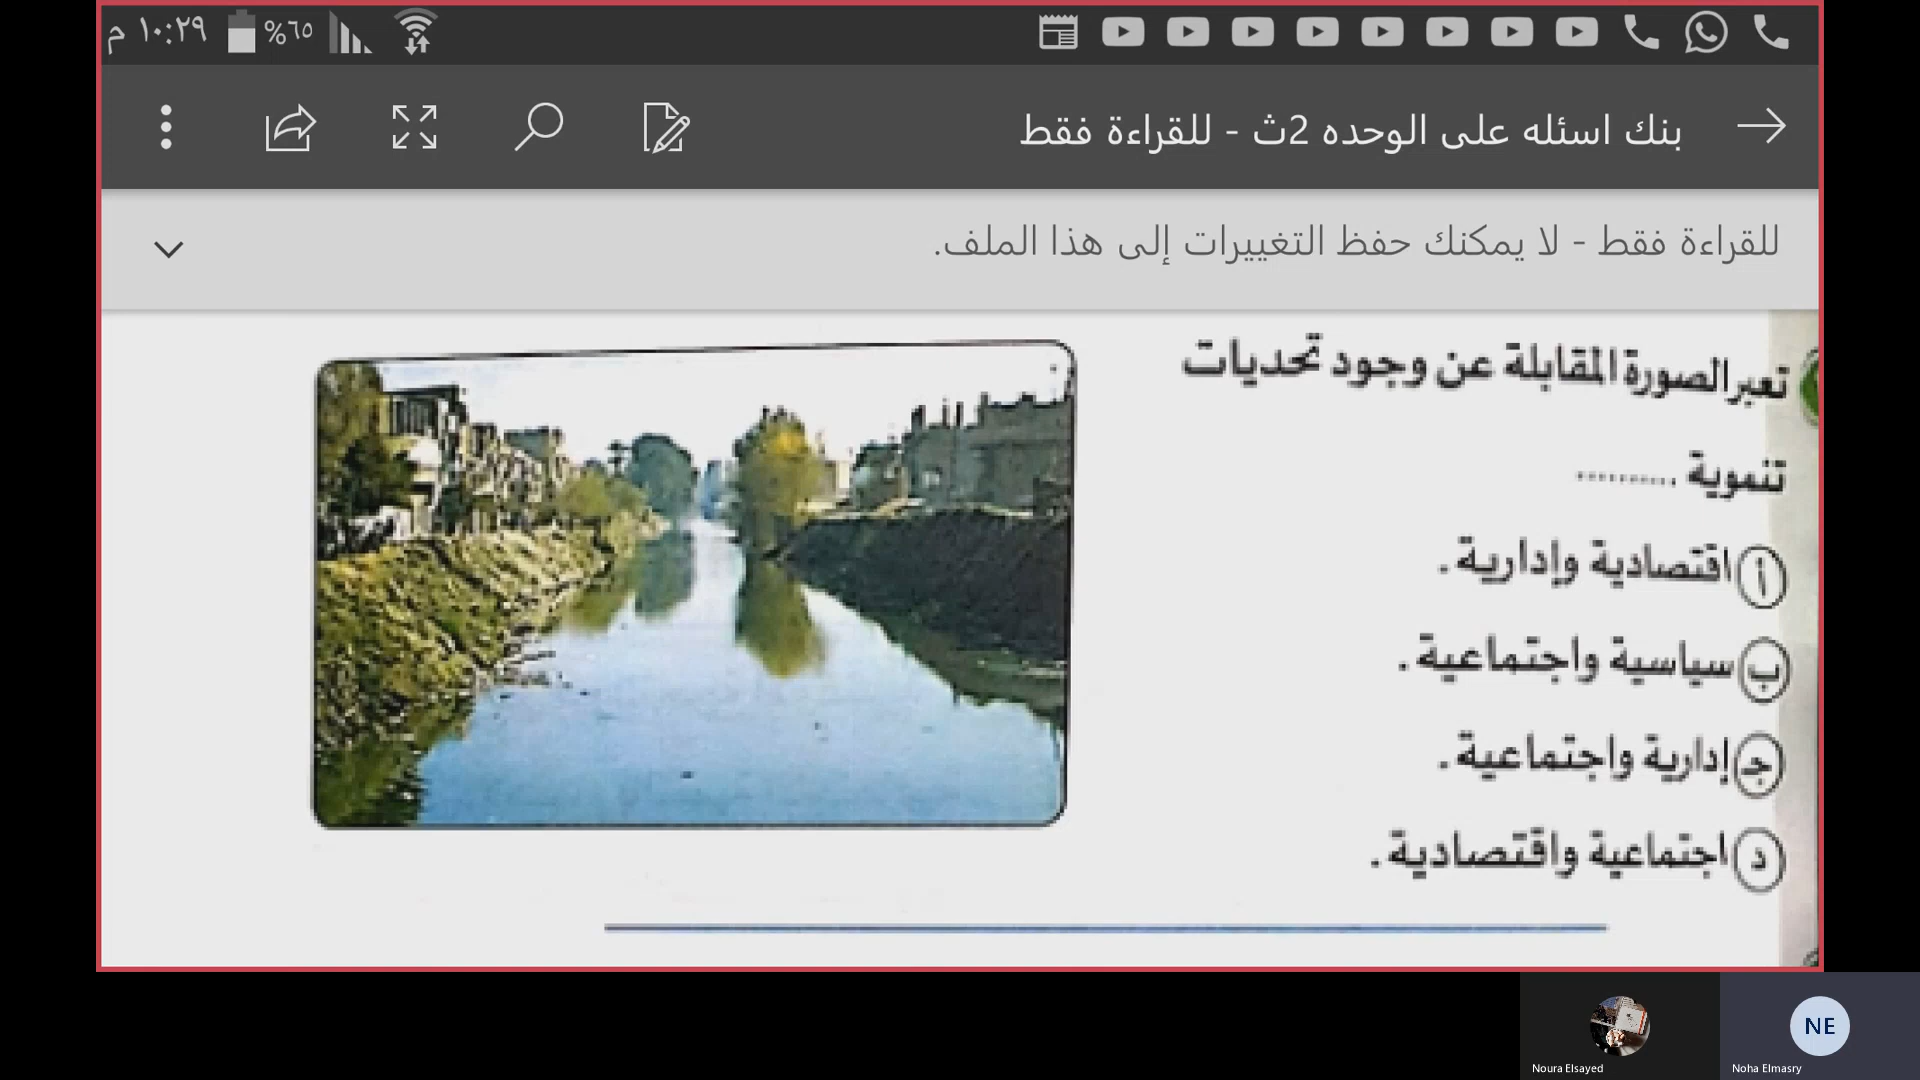 ١٠:٢٩ م
%٦٥
بنك اسئله على الوحده 2ث - للقراءة فقط
للقراءة فقط - لا يمكنك حفظ التغييرات إلى هذا الملف.
تعبر الصورة المقابلة عن وجود تحديات
تنموية ..........
أ اقتصادية وإدارية .
ب سياسية واجتماعية .
ج إدارية واجتماعية .
د اجتماعية واقتصادية .
NE
Noura Elsayed
Noha Elmasry